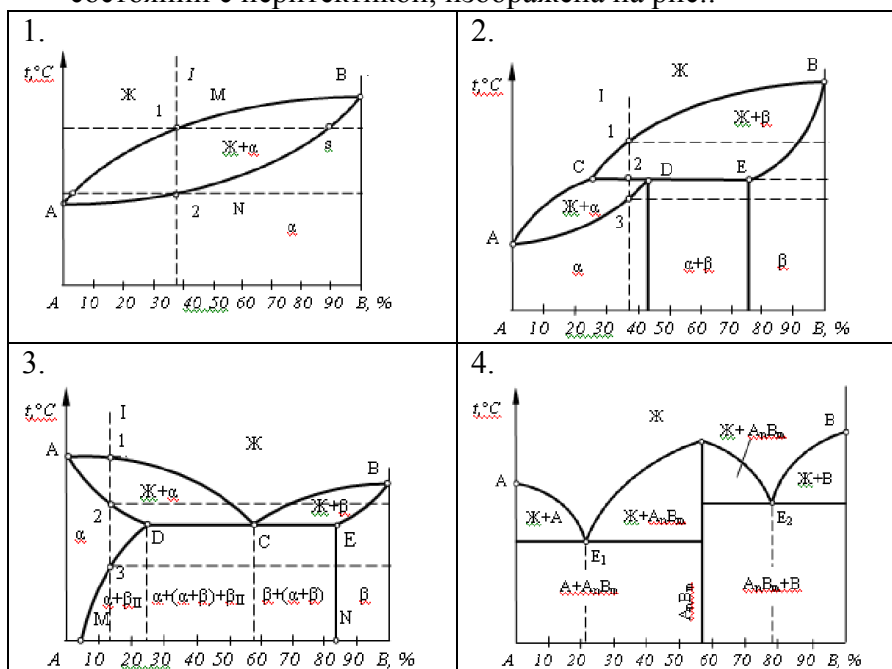 состоянии с перитектикой, изображена на рис..
1.
t,°C
Ж
I
M
B
1
Ж+α
s
A
2
N
α
A 10 20 30 40 50 60 70 80 90 B, %
2.
t,°C
Ж
B
I
1
Ж+β
C
2
D
E
Ж+α
3
A
α
α+β
β
A 10 20 30 40 50 60 70 80 90 B, %
3.
t,°C
I
A
1
Ж
B
Ж+α
Ж+β
2
α
D
C
E
3
α+βII
α+(α+β)+βII
β+(α+β)
β
M
N
A 10 20 30 40 50 60 70 80 90 B, %
4.
t,°C
Ж
Ж+AnBm
B
A
Ж+B
Ж+A
Ж+AnBm
E2
E1
A+AnBm
AnBm
AnBm+B
A 10 20 30 40 50 60 70 80 90 B, %